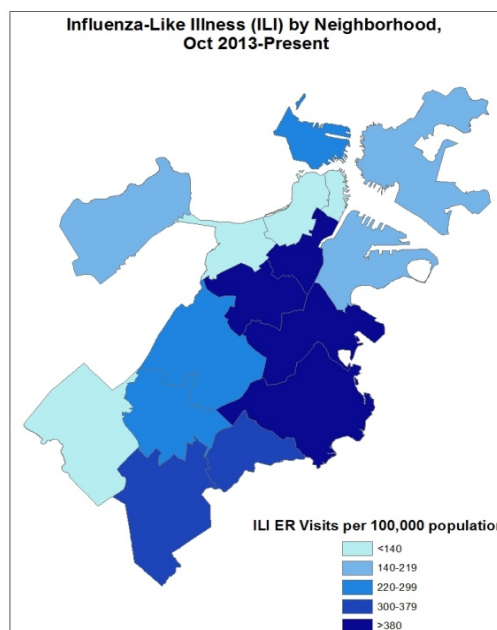 Influenza-Like Illness (ILI) by Neighborhood,
Oct 2013-Present
ILI ER Visits per 100,000 population
<140
140-219
220-299
300-379
>380